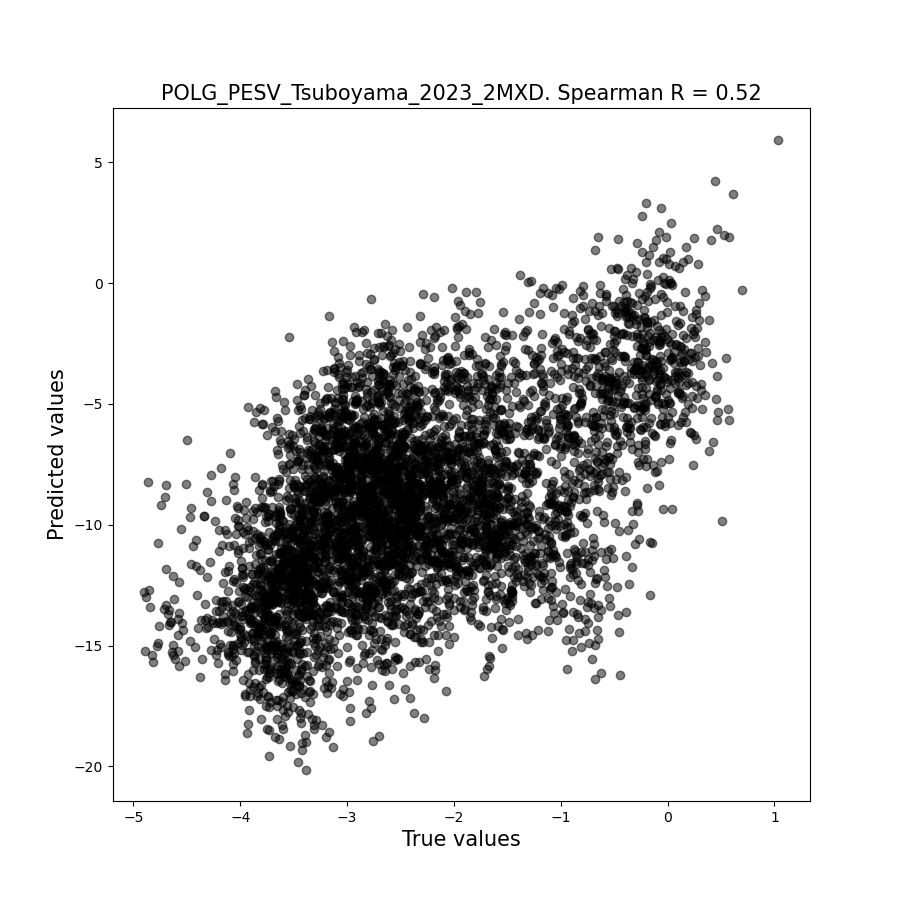 POLG_PESV_Tsuboyama_2023_2MXD. Spearman R = 0.52
5
0
−5
−10
−15
−20
Predicted values
−5 −4 −3 −2 −1 0 1
True values